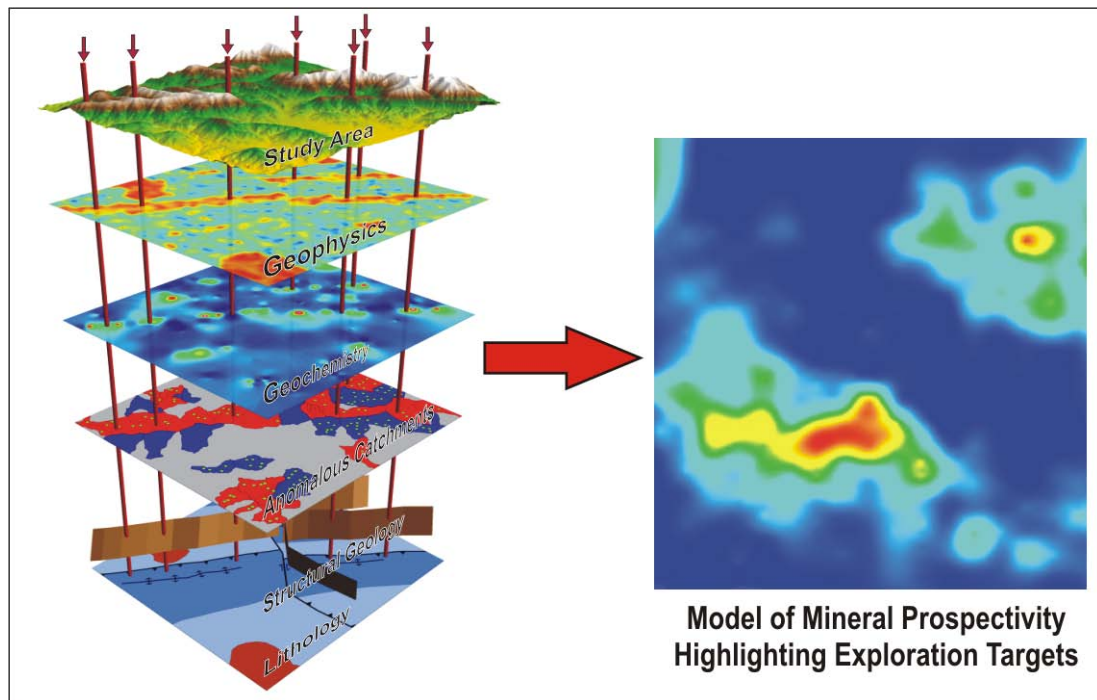 Study Area
Geophysics
Geochemistry
Anomalous Catchments
Structural Geology
Lithology
Model of Mineral Prospectivity
Highlighting Exploration Targets